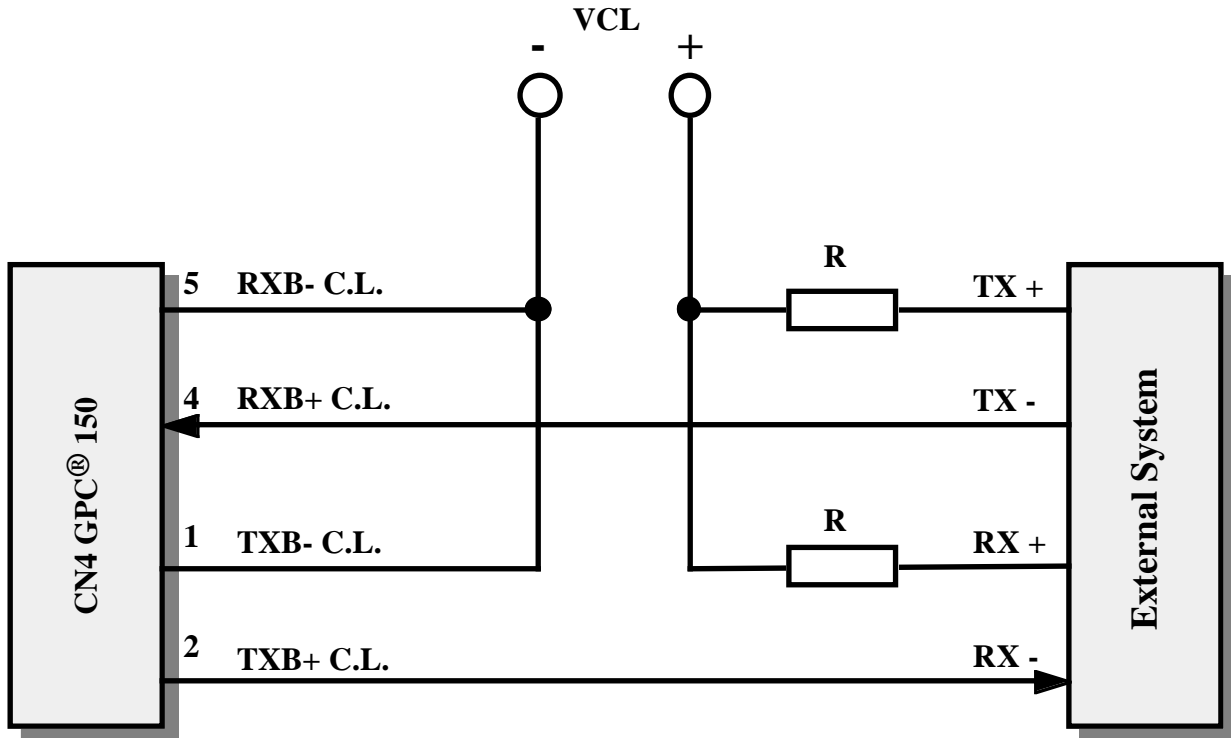 VCL
- +
R
5 RXB- C.L. TX +
4 RXB+ C.L. TX -
R
1 TXB- C.L. RX +
2 TXB+ C.L. RX -
CN4 GPC® 150
External System